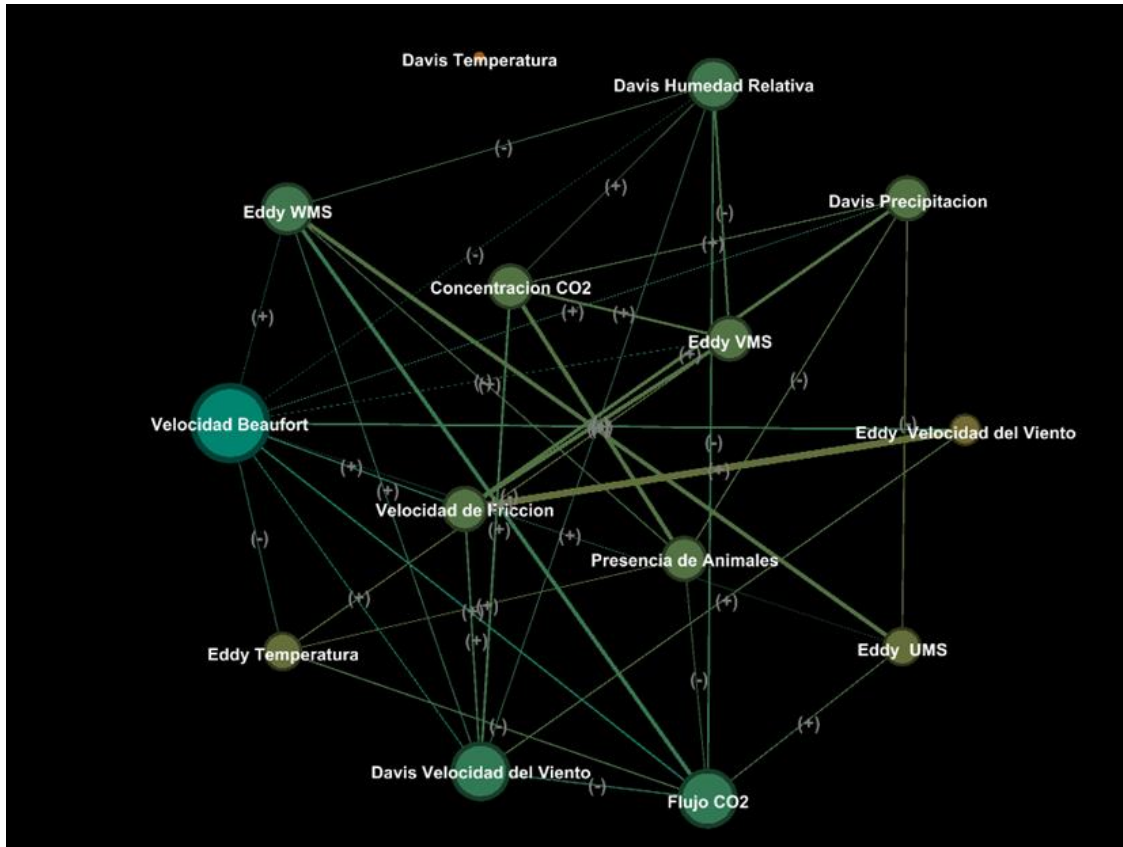 Davis Temperatura
Davis Humedad Relativa
(-)
(+)
Davis Precipitacion
Eddy WMS
(-)
(+)
(-)
Concentracion CO2
(+)
(+)
(+)
Eddy VMS
(+)
(-)
Velocidad Beaufort
Eddy  Velocidad del Viento
(-)
(+)
(+)
(+)
Velocidad de Friccion
(+)
(+)
(-)
Presencia de Animales
(+)
(+)
(+)
(+)
Eddy Temperatura
Eddy  UMS
(-)
(-)
(+)
Davis Velocidad del Viento
(-)
Flujo CO2